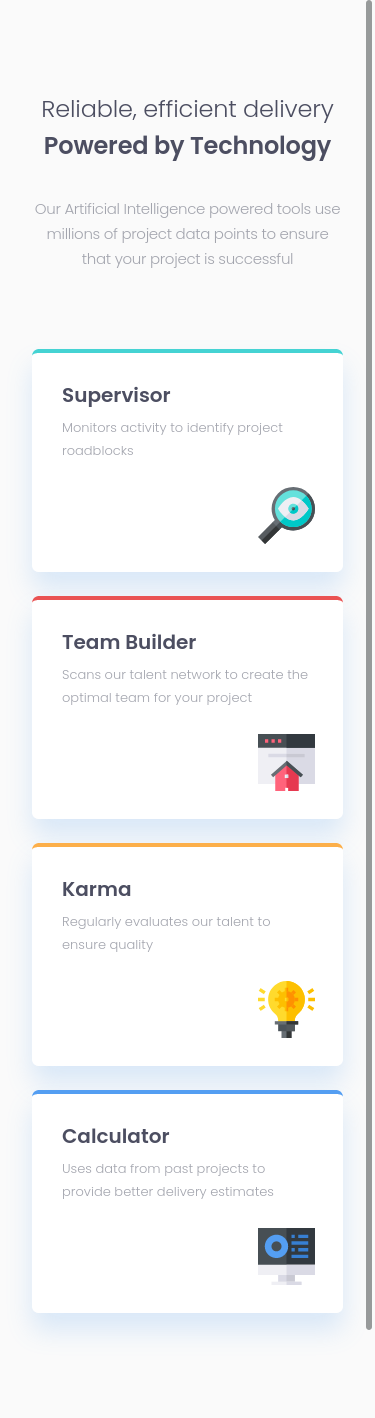 Reliable, efficient delivery
Powered by Technology
Our Artificial Intelligence powered tools use
millions of project data points to ensure
that your project is successful
Supervisor
Monitors activity to identify project
roadblocks
Team Builder
Scans our talent network to create the
optimal team for your project
Karma
Regularly evaluates our talent to
ensure quality
Calculator
Uses data from past projects to
provide better delivery estimates